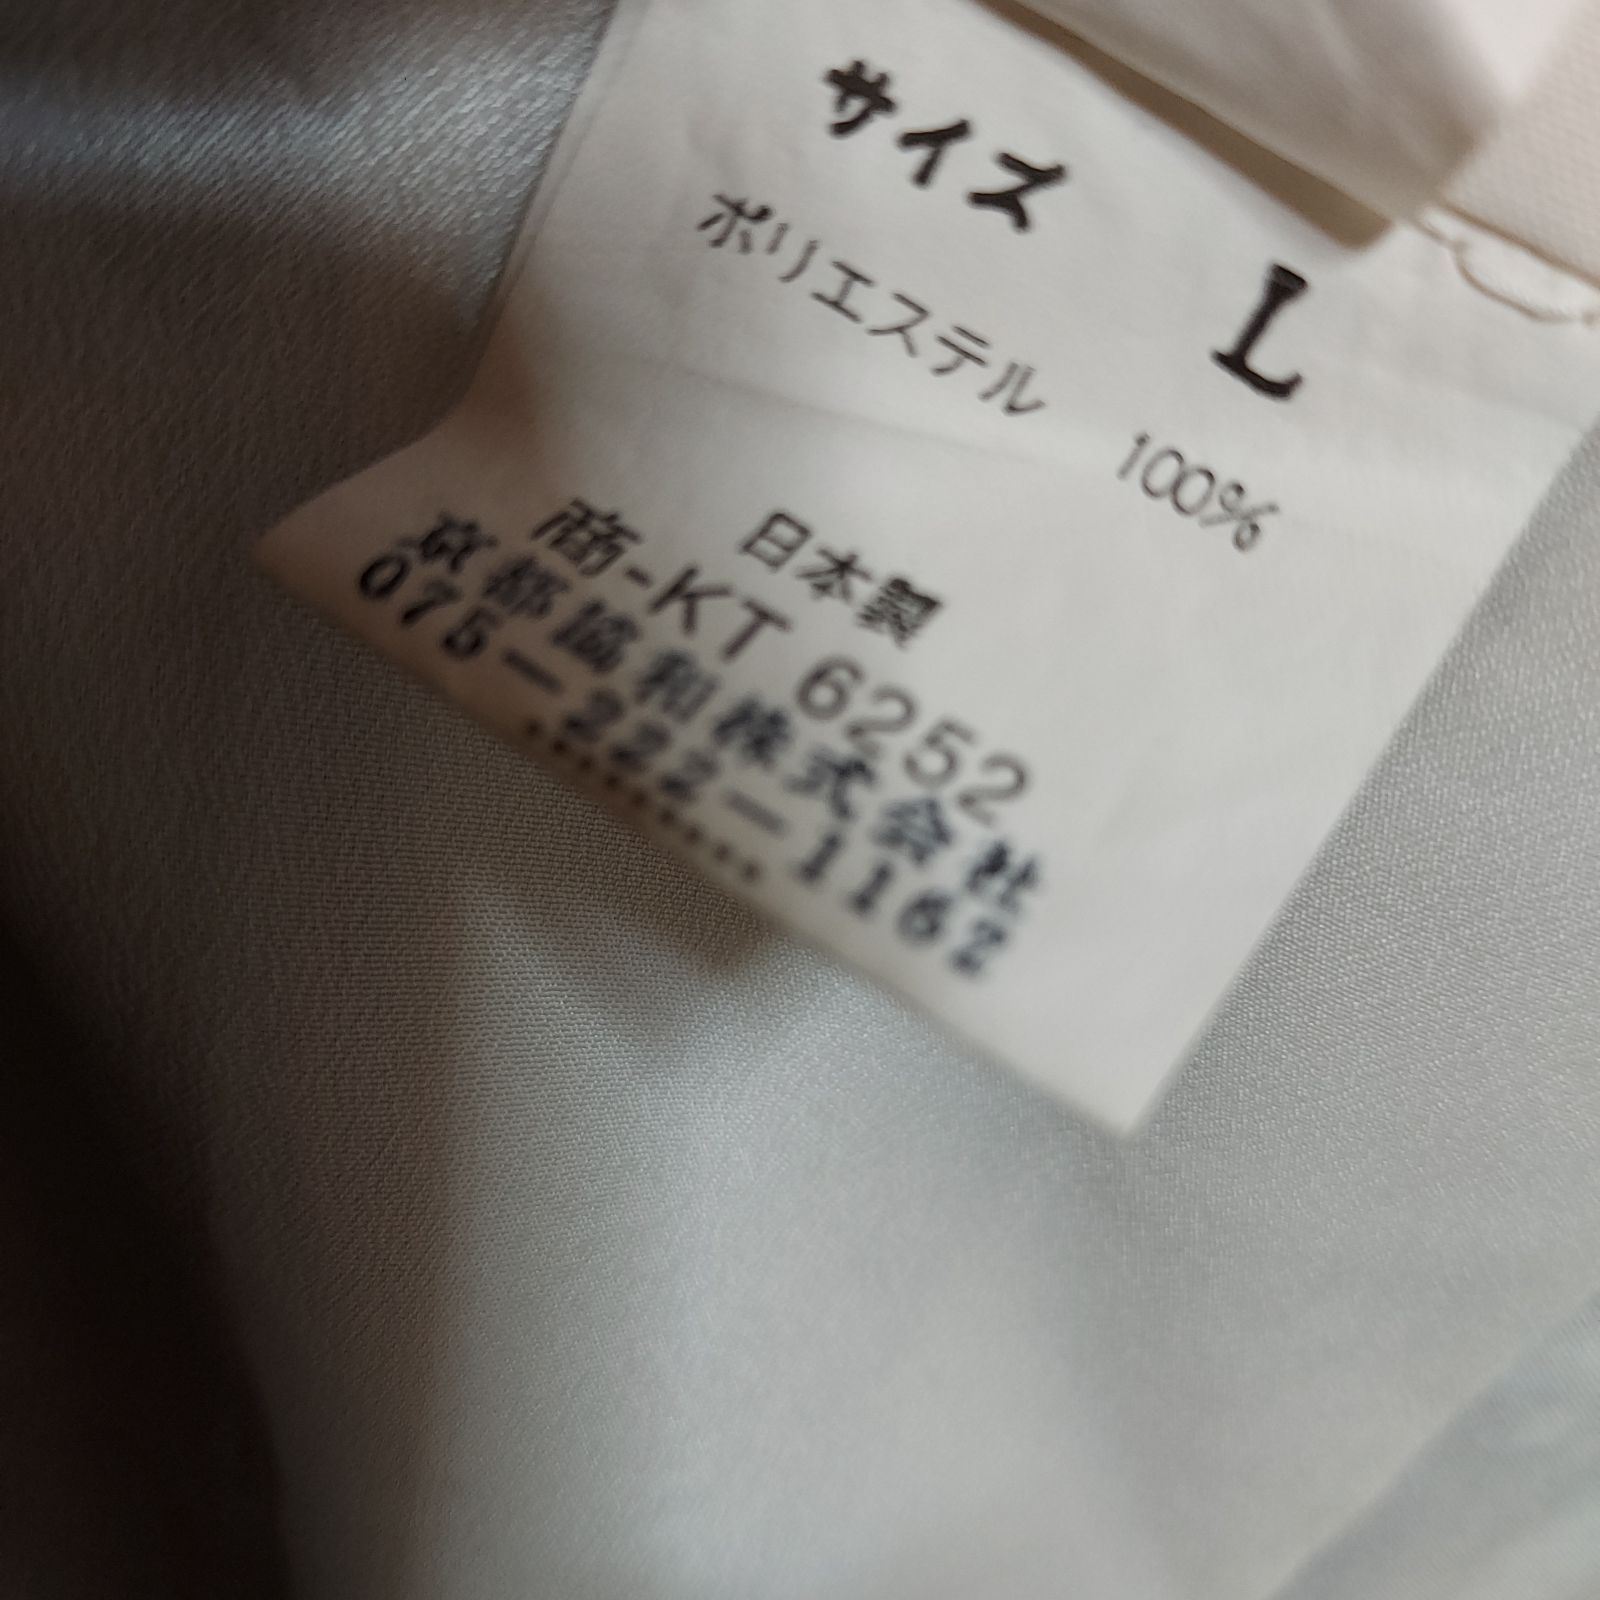 サイズ L
ポリエステル 100%
日本製
商-KT 6252
京都協和株式会社
075-222-1162